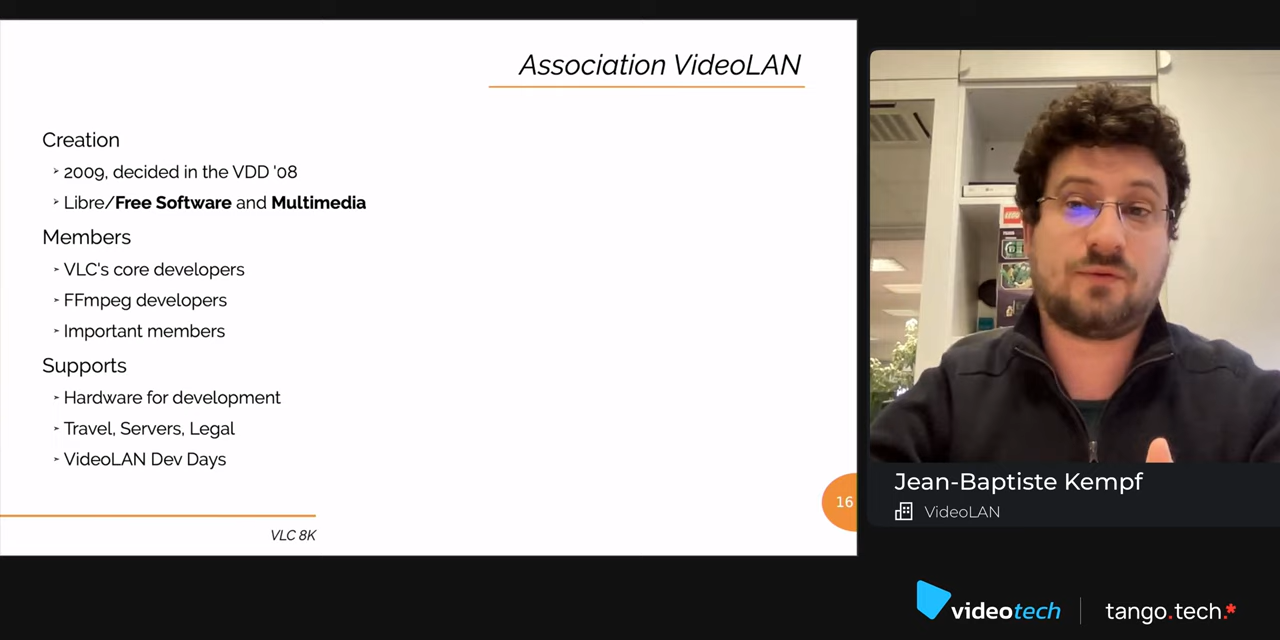 Association VideoLAN
Creation
➢ 2009, decided in the VDD '08
➢ Libre/Free Software and Multimedia
Members
➢ VLC's core developers
➢ FFmpeg developers
➢ Important members
Supports
➢ Hardware for development
➢ Travel, Servers, Legal
➢ VideoLAN Dev Days
16
VLC 8K
LEGO
Jean-Baptiste Kempf
VideoLAN
videotech
tango.tech.*